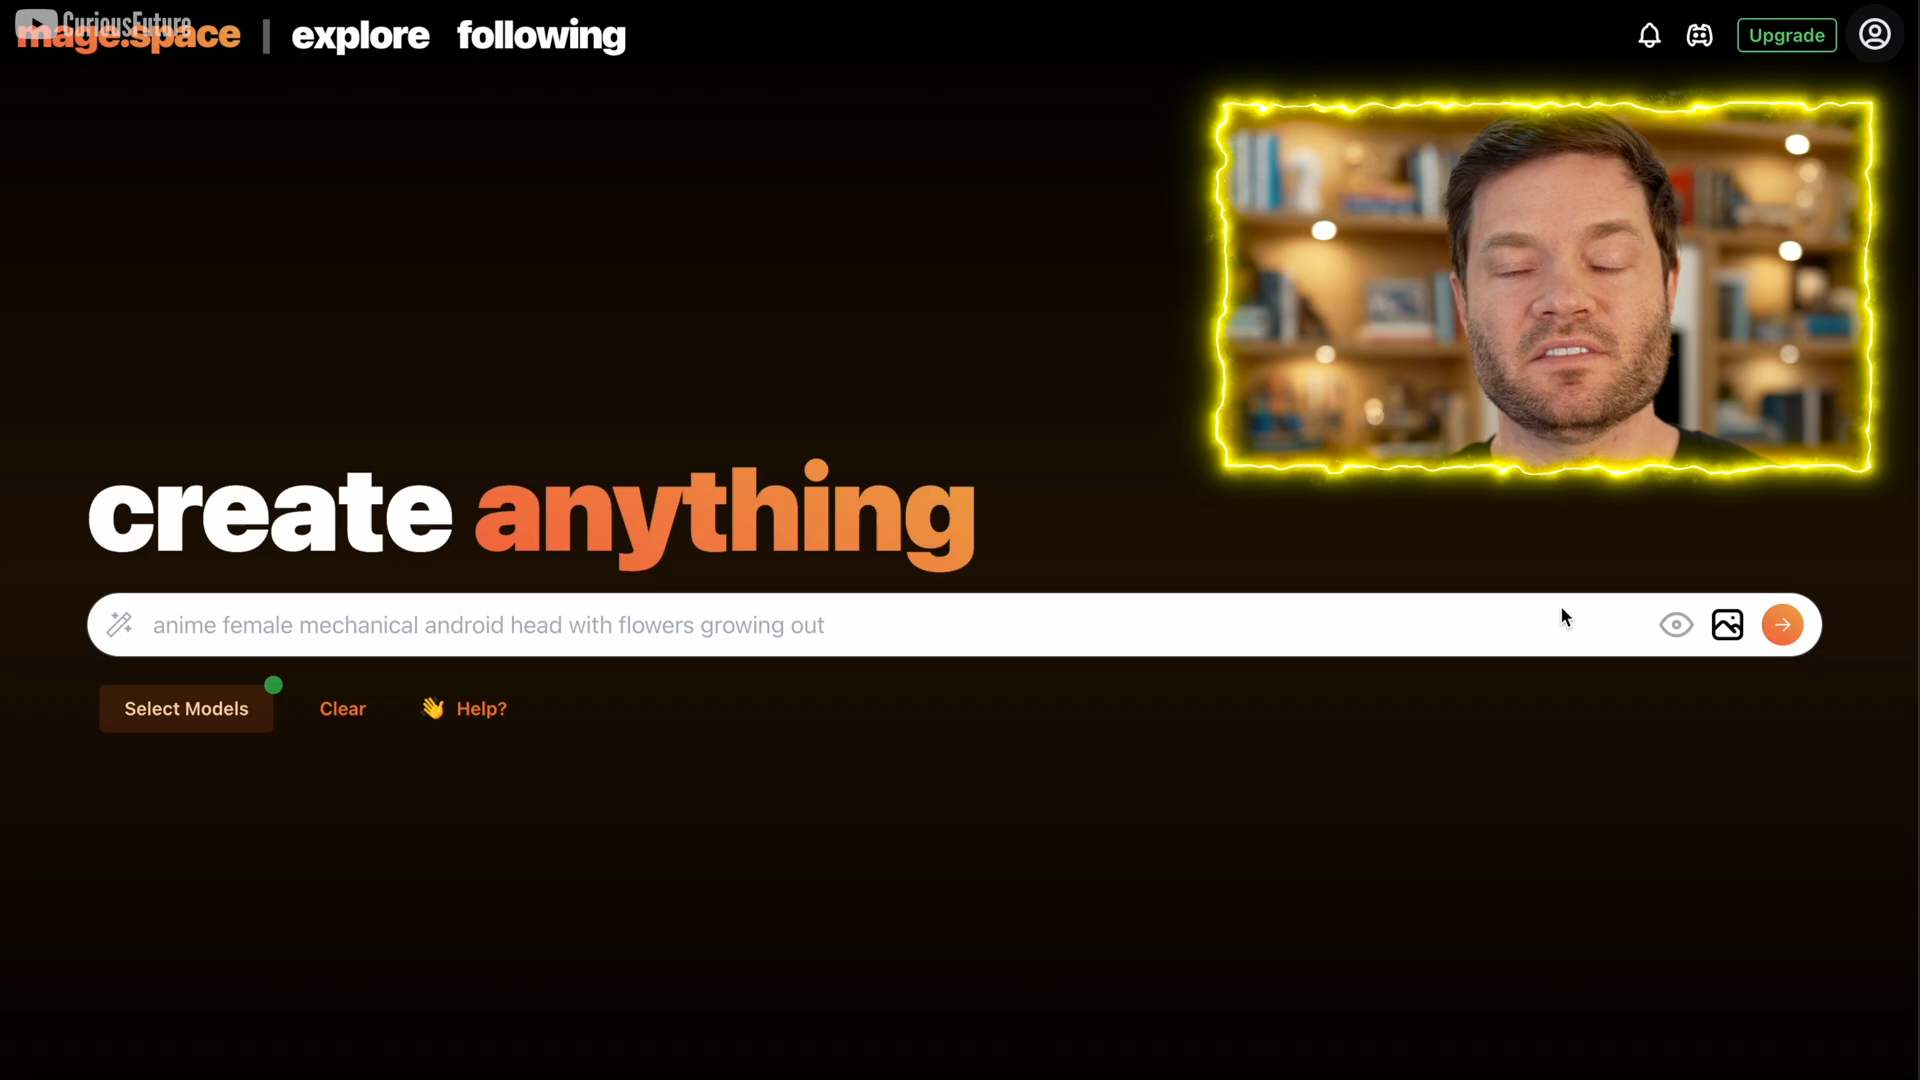 CuriousFuture
mage.space | explore following
Upgrade
create anything
anime female mechanical android head with flowers growing out
Select Models Clear 👋 Help?